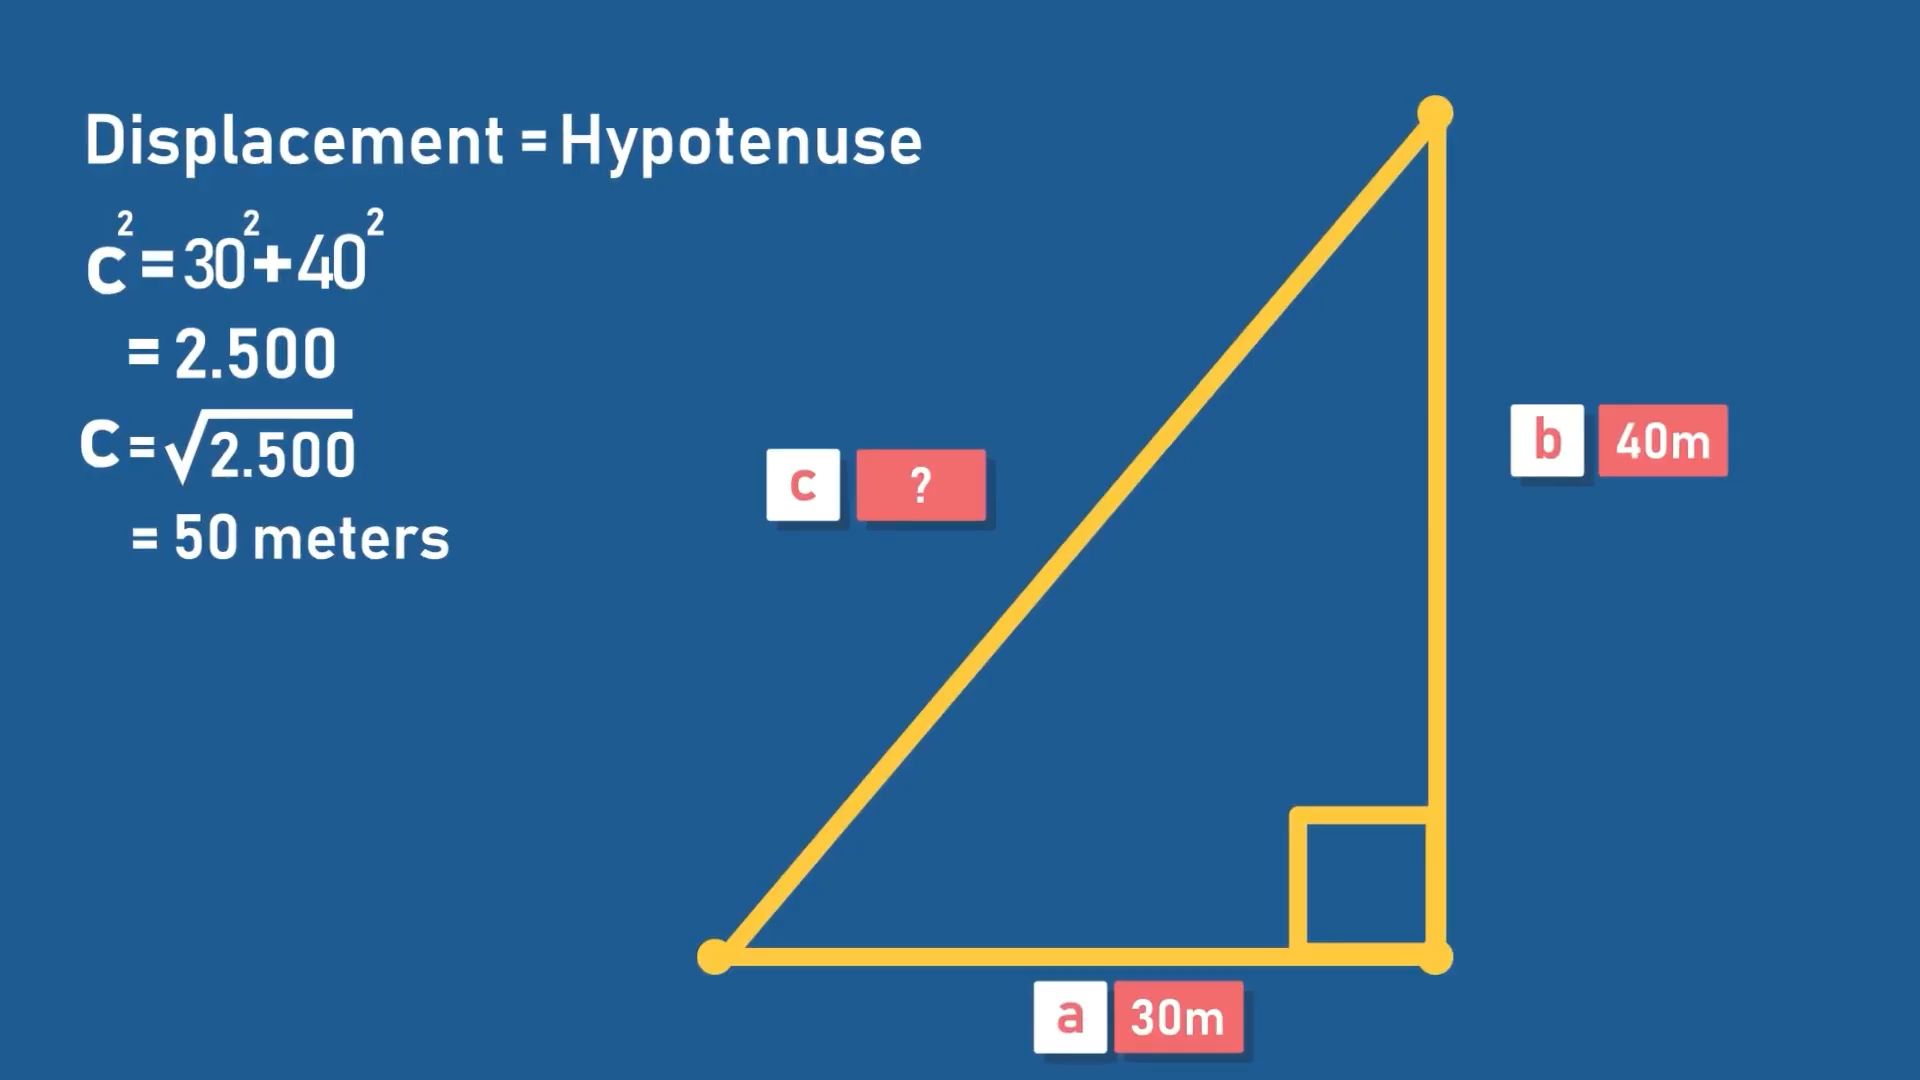 Displacement = Hypotenuse
c² = 30² + 40²
= 2.500
c = √2.500
= 50 meters
c ?
b 40m
a 30m